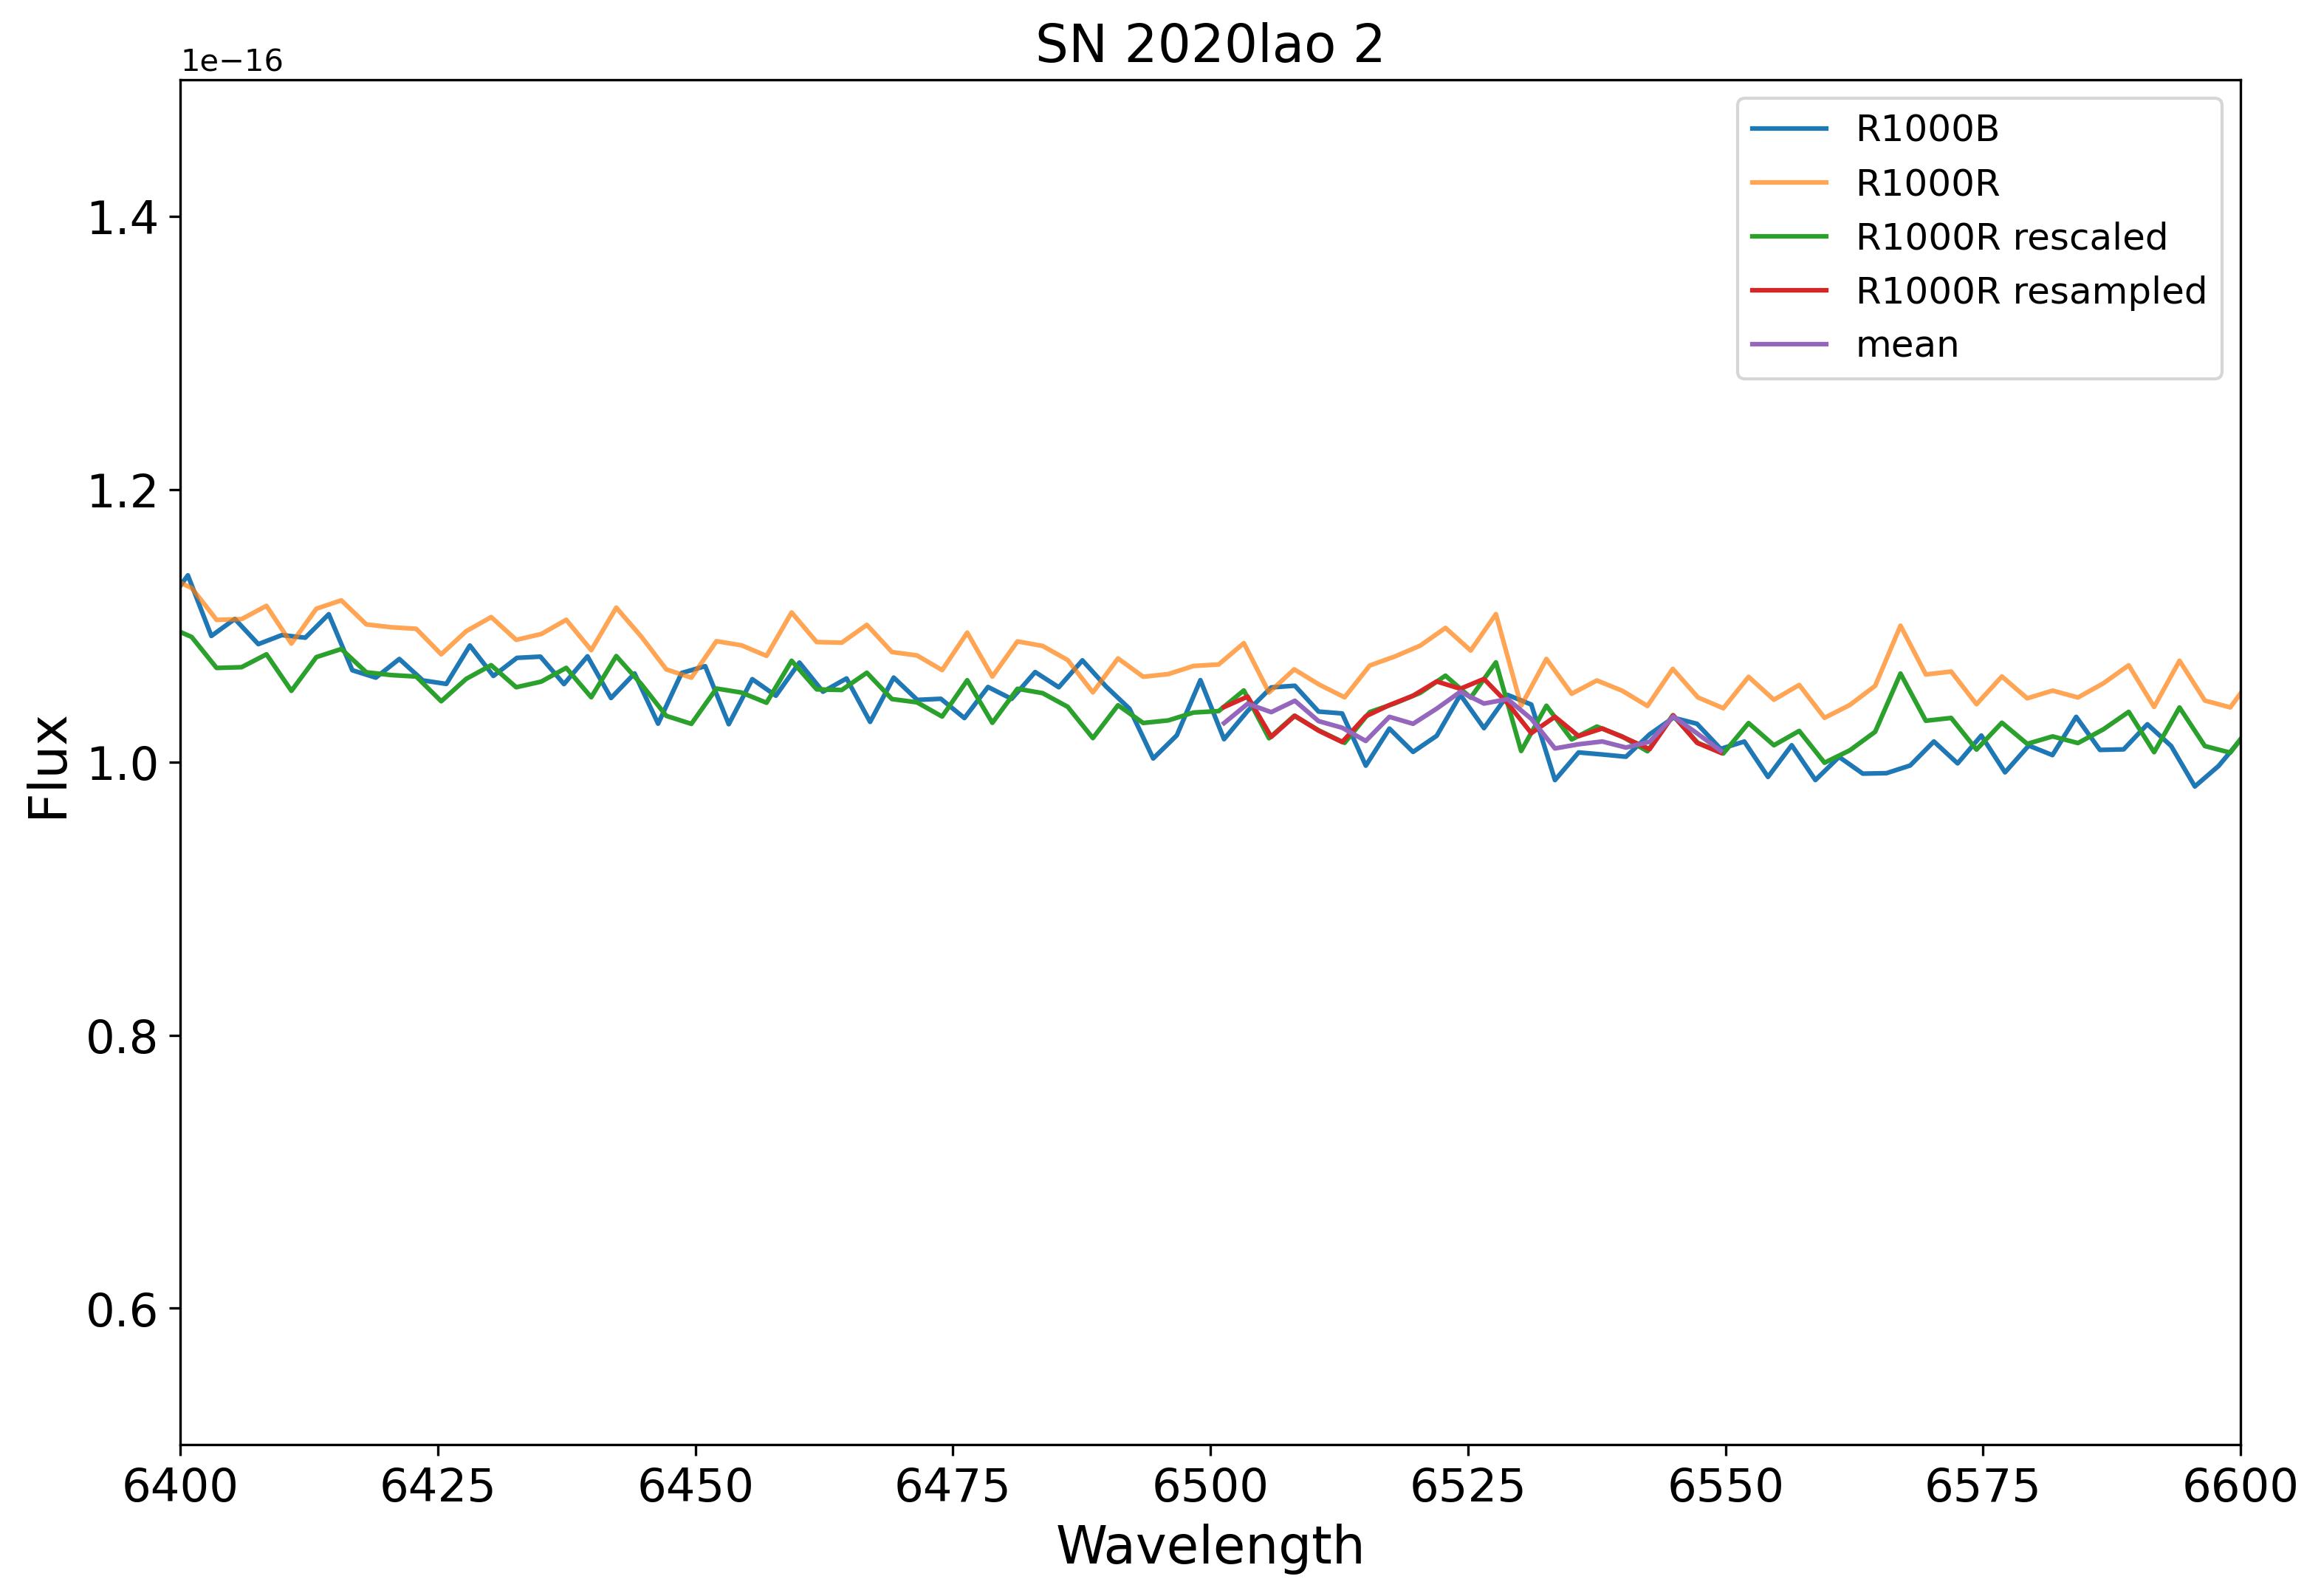 SN 2020lao 2
1e−16
R1000B
R1000R
R1000R rescaled
R1000R resampled
mean
1.4
1.2
1.0
0.8
0.6
Flux
6400 6425 6450 6475 6500 6525 6550 6575 6600
Wavelength